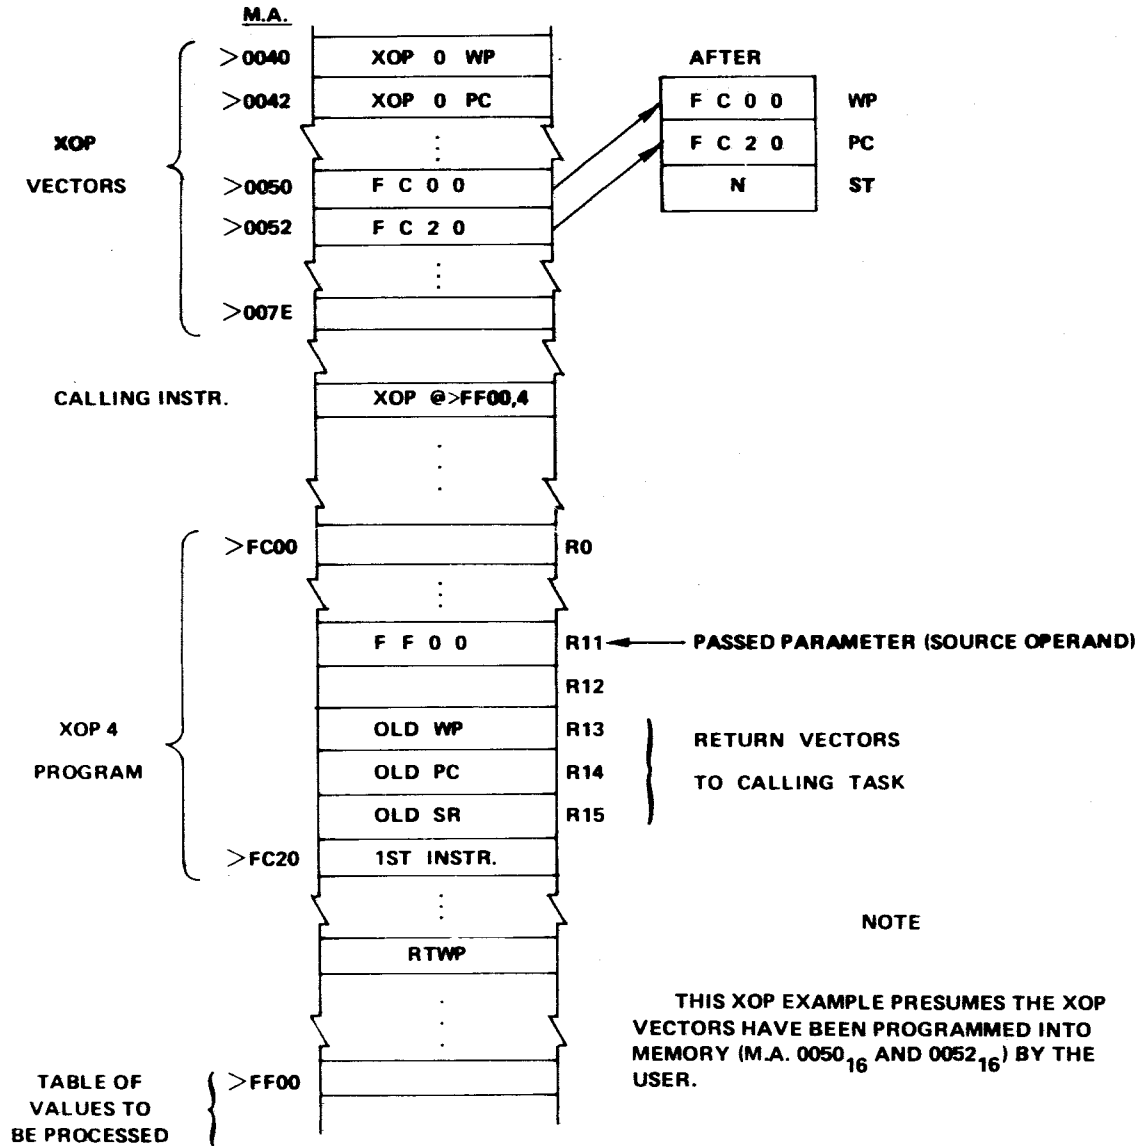 M.A.
>0040 XOP 0 WP
>0042 XOP 0 PC
XOP
VECTORS
>0050 F C 0 0
>0052 F C 2 0
>007E
AFTER
F C 0 0 WP
F C 2 0 PC
N ST
CALLING INSTR. XOP @>FF00,4
>FC00 R0
F F 0 0 R11 PASSED PARAMETER (SOURCE OPERAND)
R12
XOP 4
PROGRAM
OLD WP R13
OLD PC R14
OLD SR R15
RETURN VECTORS
TO CALLING TASK
>FC20 1ST INSTR.
RTWP
NOTE
THIS XOP EXAMPLE PRESUMES THE XOP
VECTORS HAVE BEEN PROGRAMMED INTO
MEMORY (M.A. 0050₁₆ AND 0052₁₆) BY THE
USER.
TABLE OF
VALUES TO
BE PROCESSED
>FF00